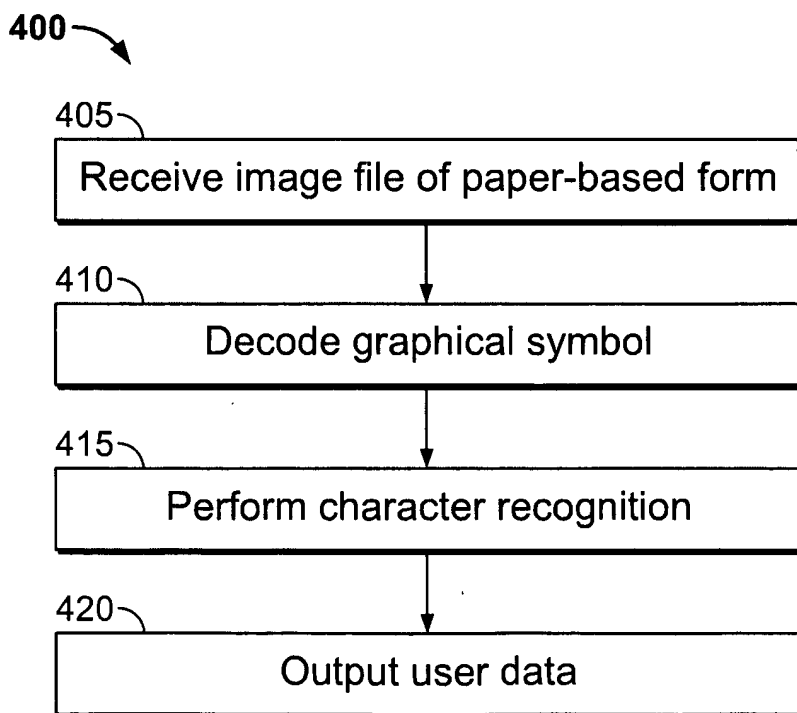 400
405
Receive image file of paper-based form
410
Decode graphical symbol
415
Perform character recognition
420
Output user data